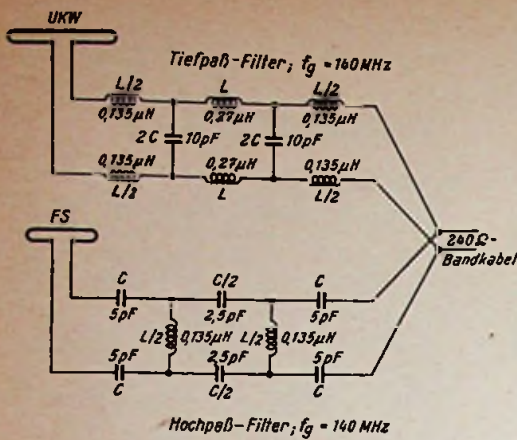 UKW
Tiefpaß-Filter; fg = 140 MHz
L/2 L L/2
0,135µH 0,27µH 0,135µH
2C 10pF 2C 10pF
0,135µH 0,27µH 0,135µH
L/2 L L/2
FS
240Ω-
Bandkabel
C C/2 C
5pF 2,5pF 5pF
L/2 0,135µH L/2 0,135µH
5pF 2,5pF 5pF
C C/2 C
Hochpaß-Filter; fg = 140 MHz